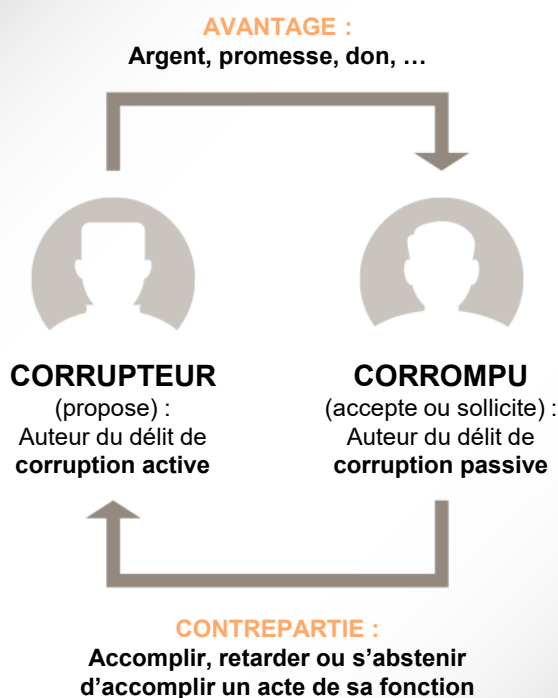 AVANTAGE :
Argent, promesse, don, …
CORRUPTEUR
(propose) :
Auteur du délit de
corruption active
CORROMPU
(accepte ou sollicite) :
Auteur du délit de
corruption passive
CONTREPARTIE :
Accomplir, retarder ou s’abstenir
d’accomplir un acte de sa fonction